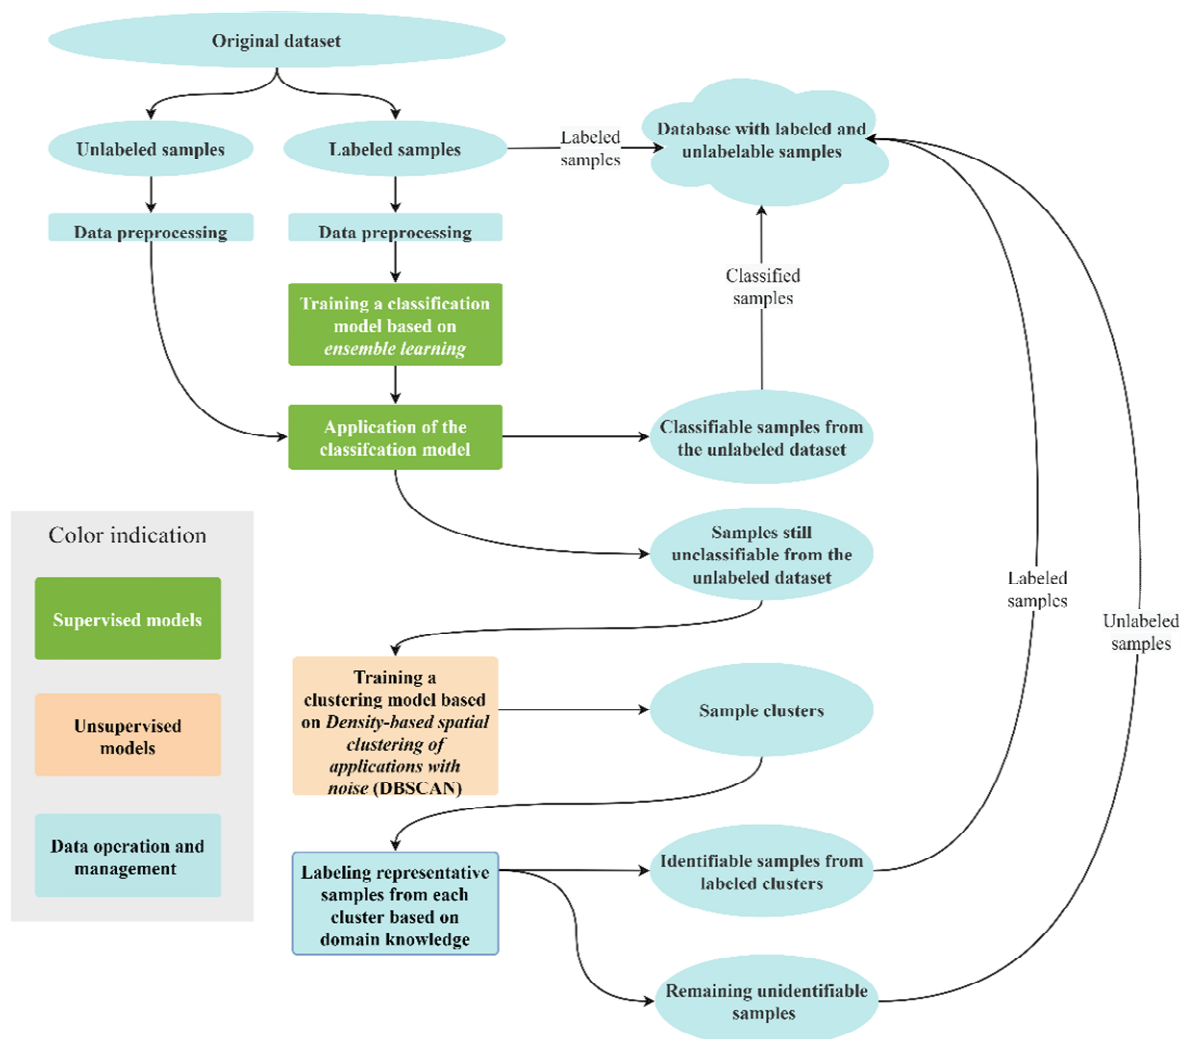 Original dataset
Unlabeled samples
Labeled samples
Labeled
samples
Database with labeled and
unlabelable samples
Data preprocessing
Data preprocessing
Classified
samples
Training a classification
model based on
ensemble learning
Application of the
classifcation model
Classifiable samples from
the unlabeled dataset
Color indication
Supervised models
Unsupervised
models
Data operation and
management
Samples still
unclassifiable from the
unlabeled dataset
Labeled
samples
Unlabeled
samples
Training a
clustering model based
on Density-based spatial
clustering of
applications with
noise (DBSCAN)
Sample clusters
Labeling representative
samples from each
cluster based on
domain knowledge
Identifiable samples from
labeled clusters
Remaining unidentifiable
samples